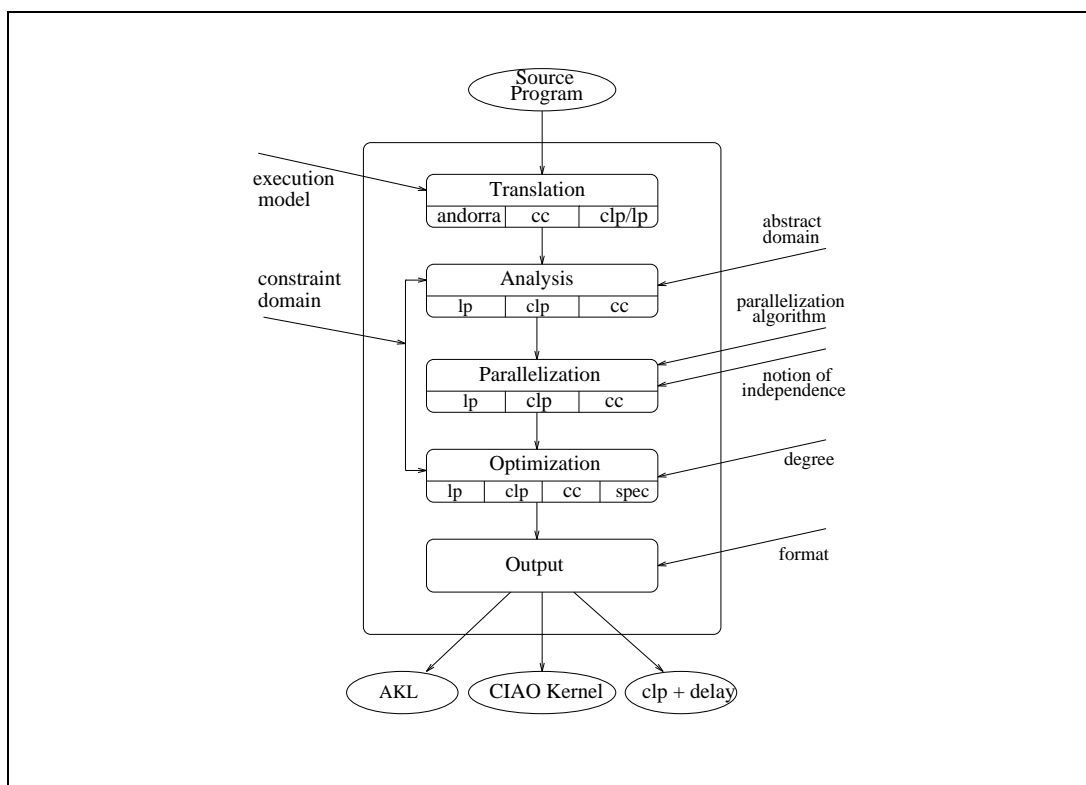 Source
Program
execution
model
Translation
andorra cc clp/lp
abstract
domain
constraint
domain
Analysis
lp clp cc
parallelization
algorithm
Parallelization
lp clp cc
notion of
independence
Optimization
lp clp cc spec
degree
Output
format
AKL
CIAO Kernel
clp + delay